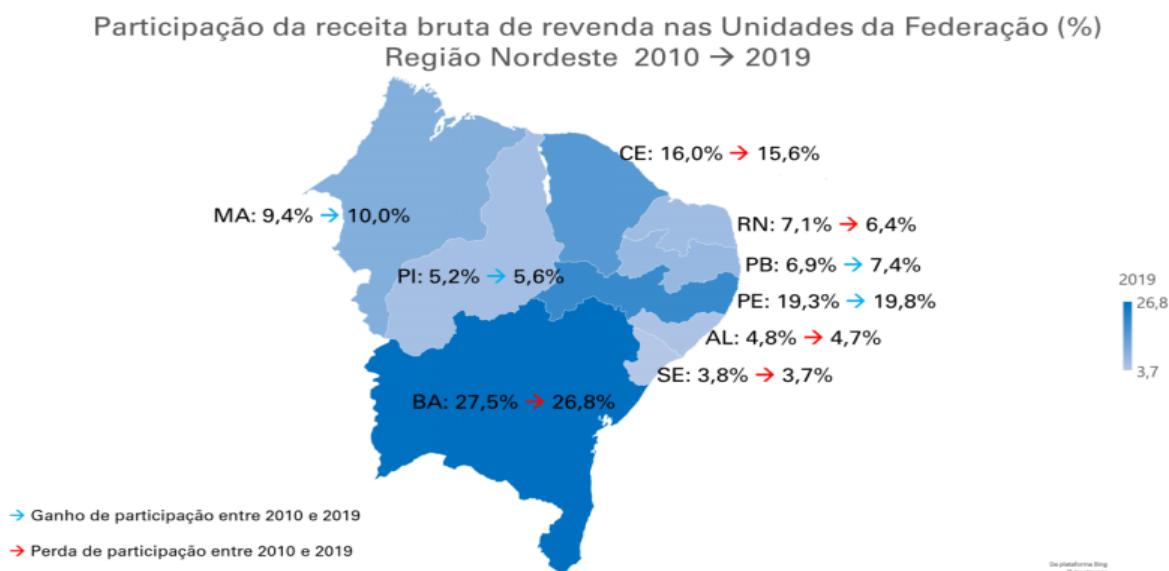 Participação da receita bruta de revenda nas Unidades da Federação (%)
Região Nordeste 2010 → 2019
CE: 16,0% → 15,6%
MA: 9,4% → 10,0%
RN: 7,1% → 6,4%
PB: 6,9% → 7,4%
PI: 5,2% → 5,6%
PE: 19,3% → 19,8%
AL: 4,8% → 4,7%
SE: 3,8% → 3,7%
BA: 27,5% → 26,8%
2019
26,8
3,7
→ Ganho de participação entre 2010 e 2019
→ Perda de participação entre 2010 e 2019
Da plataforma Bing